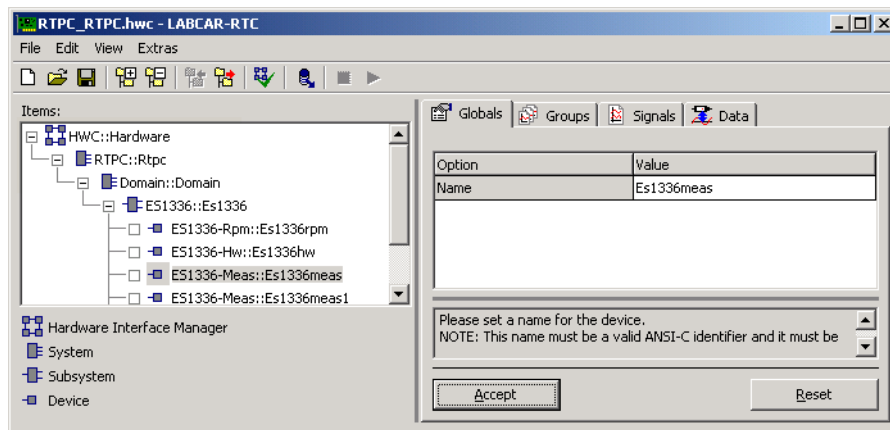 RTPC_RTPC.hwc - LABCAR-RTC
File Edit View Extras
Items:
HWC::Hardware
RTPC::Rtpc
Domain::Domain
ES1336::Es1336
ES1336-Rpm::Es1336rpm
ES1336-Hw::Es1336hw
ES1336-Meas::Es1336meas
ES1336-Meas::Es1336meas1
Hardware Interface Manager
System
Subsystem
Device
Globals Groups Signals Data
Option Value
Name Es1336meas
Please set a name for the device.
NOTE: This name must be a valid ANSI-C identifier and it must be
Accept Reset